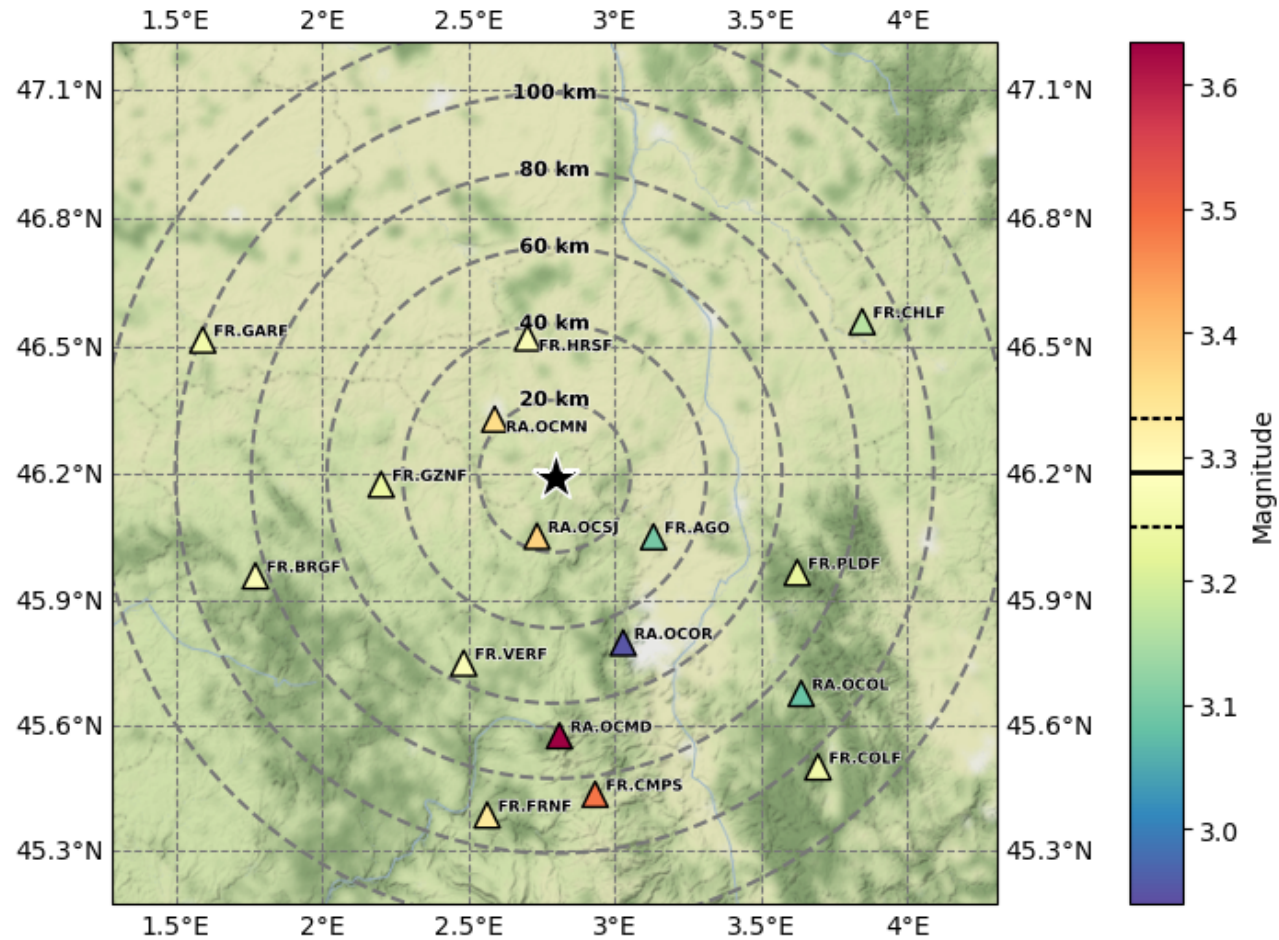 1.5°E 2°E 2.5°E 3°E 3.5°E 4°E
47.1°N 100 km 47.1°N 3.6
80 km
46.8°N 46.8°N 3.5
60 km
FR.CHLF
FR.GARF 40 km 3.4
46.5°N FR.HRSF 46.5°N
20 km
RA.OCMN
46.2°N FR.GZNF 46.2°N 3.3
Magnitude
RA.OCSJ FR.AGO
FR.BRGF FR.PLDF 3.2
45.9°N 45.9°N
RA.OCOR
FR.VERF
RA.OCOL 3.1
45.6°N RA.OCMD 45.6°N
FR.COLF
FR.CMPS
FR.FRNF 3.0
45.3°N 45.3°N
1.5°E 2°E 2.5°E 3°E 3.5°E 4°E